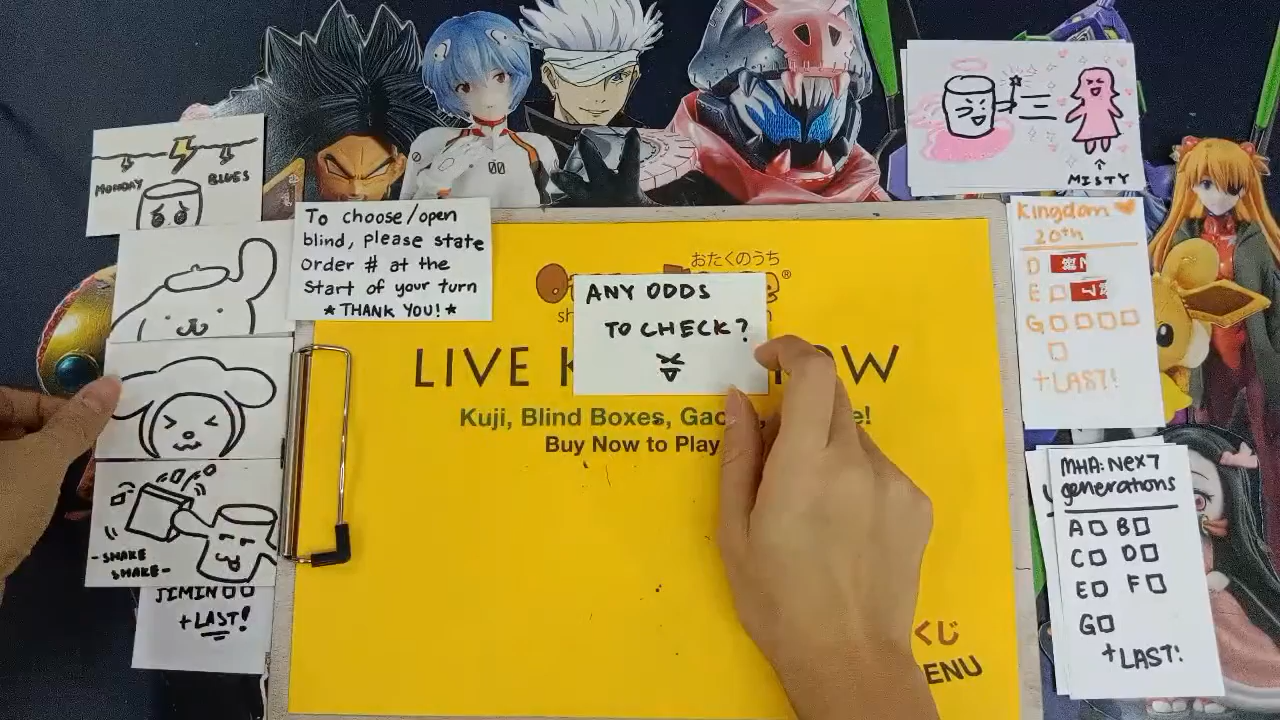 MONDAY
BLUES
To choose/open
blind, please state
order # at the
start of your turn
★THANK YOU!★
-SHAKE
SHAKE-
JIMIN
+LAST!
おたくのうち
®
ANY ODDS
TO CHECK?
LIVE
OW
Kuji, Blind Boxes,
Buy Now to Play
くじ
ENU
00
MISTY
Kingdom
20th
D
E
G
+LAST!
MHA: NexT
generations
A B
C D
E F
G
+LAST!